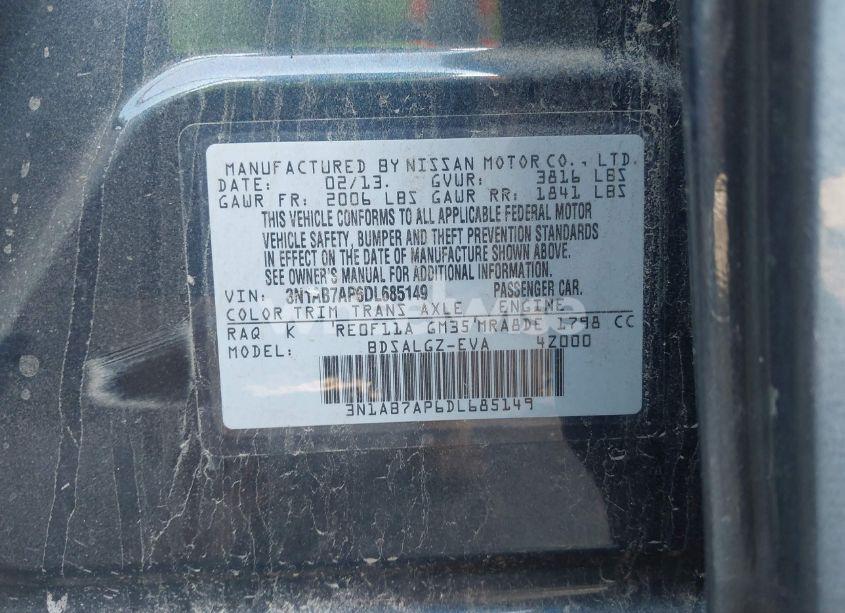 MANUFACTURED BY NISSAN MOTOR CO., LTD.
DATE: 02/13. GVWR: 3816 LBS
GAWR FR: 2006 LBS GAWR RR: 1841 LBS
THIS VEHICLE CONFORMS TO ALL APPLICABLE FEDERAL MOTOR
VEHICLE SAFETY, BUMPER AND THEFT PREVENTION STANDARDS
IN EFFECT ON THE DATE OF MANUFACTURE SHOWN ABOVE.
SEE OWNER'S MANUAL FOR ADDITIONAL INFORMATION
VIN: 3N1AB7AP6DL685149 PASSENGER CAR.
COLOR TRIM TRANS AXLE ENGINE
RAQ K RE0F11A GM35 MRA8DE 1798 CC
MODEL: BDSALGZ-EVA 4Z000
3N1AB7AP6DL685149